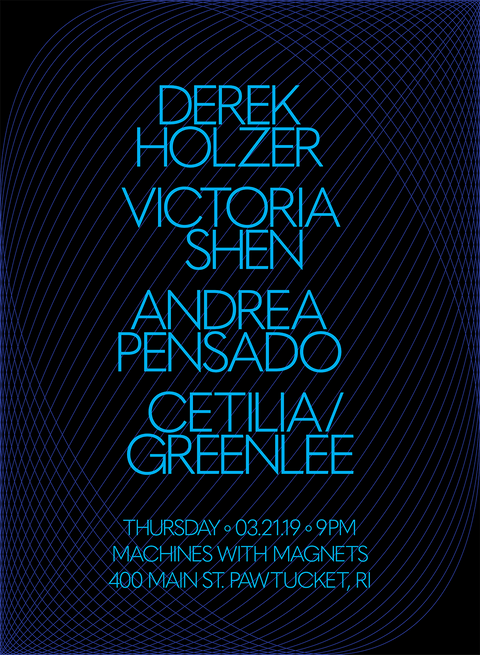 DEREK
HOLZER
VICTORIA
SHEN
ANDREA
PENSADO
CETILIA/
GREENLEE
THURSDAY ∘ 03.21.19 ∘ 9PM
MACHINES WITH MAGNETS
400 MAIN ST. PAWTUCKET, RI